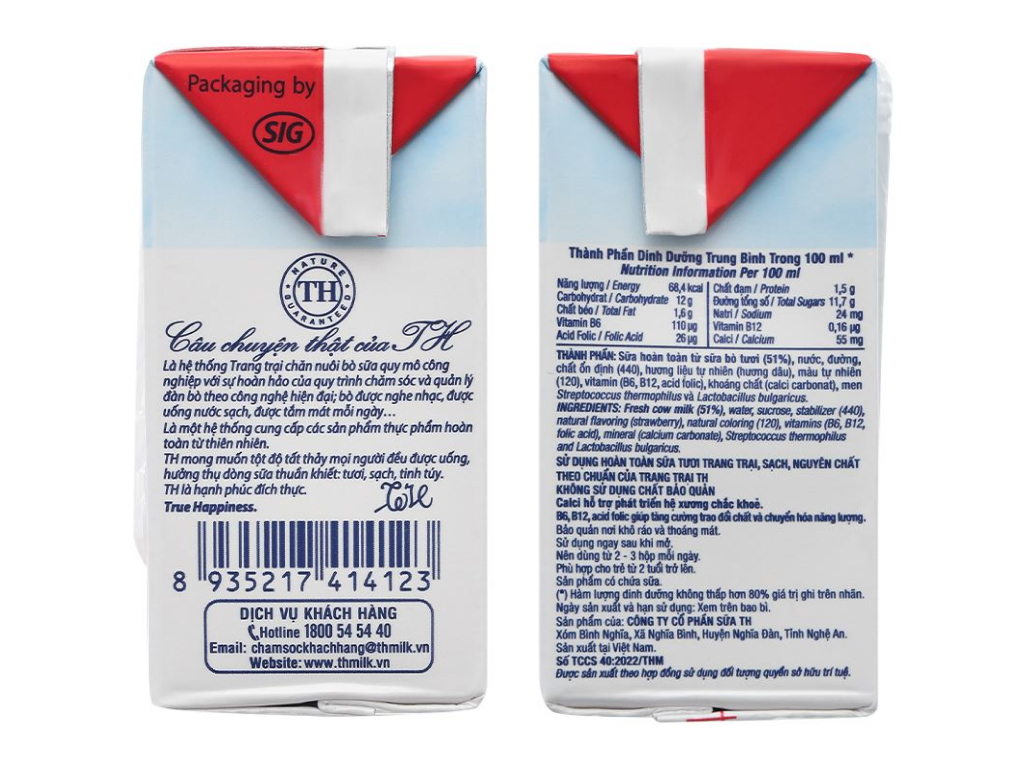 Packaging by
SIG
NATURE
TH
GUARANTEED
Câu chuyện thật của TH
Là hệ thống Trang trại chăn nuôi bò sữa quy mô công
nghiệp với sự hoàn hảo của quy trình chăm sóc và quản lý
đàn bò theo công nghệ hiện đại; bò được nghe nhạc, được
uống nước sạch, được tắm mát mỗi ngày...
Là một hệ thống cung cấp các sản phẩm thực phẩm hoàn
toàn từ thiên nhiên.
TH mong muốn tột độ tất thảy mọi người đều được uống,
hưởng thụ dòng sữa thuần khiết: tươi, sạch, tinh túy.
TH là hạnh phúc đích thực.
True Happiness.
8 935217 414123
DỊCH VỤ KHÁCH HÀNG
Hotline 1800 54 54 40
Email: chamsockhachhang@thmilk.vn
Website: www.thmilk.vn
Thành Phần Dinh Dưỡng Trung Bình Trong 100 ml *
Nutrition Information Per 100 ml
Năng lượng / Energy 68,4 kcal Chất đạm / Protein 1,5 g
Carbohydrat / Carbohydrate 12 g Đường tổng số / Total Sugars 11,7 g
Chất béo / Total Fat 1,6 g Natri / Sodium 24 mg
Vitamin B6 110 µg Vitamin B12 0,16 µg
Acid Folic / Folic Acid 26 µg Calci / Calcium 55 mg
THÀNH PHẦN: Sữa hoàn toàn từ sữa bò tươi (51%), nước, đường,
chất ổn định (440), hương liệu tự nhiên (hương dâu), màu tự nhiên
(120), vitamin (B6, B12, acid folic), khoáng chất (calci carbonat), men
Streptococcus thermophilus và Lactobacillus bulgaricus.
INGREDIENTS: Fresh cow milk (51%), water, sucrose, stabilizer (440),
natural flavoring (strawberry), natural coloring (120), vitamins (B6, B12,
folic acid), mineral (calcium carbonate), Streptococcus thermophilus
and Lactobacillus bulgaricus.
SỬ DỤNG HOÀN TOÀN SỮA TƯƠI TRANG TRẠI, SẠCH, NGUYÊN CHẤT
THEO CHUẨN CỦA TRANG TRẠI TH
KHÔNG SỬ DỤNG CHẤT BẢO QUẢN
Calci hỗ trợ phát triển hệ xương chắc khoẻ.
B6, B12, acid folic giúp tăng cường trao đổi chất và chuyển hóa năng lượng.
Bảo quản nơi khô ráo và thoáng mát.
Sử dụng ngay sau khi mở.
Nên dùng từ 2 - 3 hộp mỗi ngày.
Phù hợp cho trẻ từ 2 tuổi trở lên.
Sản phẩm có chứa sữa.
(*) Hàm lượng dinh dưỡng không thấp hơn 80% giá trị ghi trên nhãn.
Ngày sản xuất và hạn sử dụng: Xem trên bao bì.
Sản phẩm của: CÔNG TY CỔ PHẦN SỮA TH
Xóm Bình Nghĩa, Xã Nghĩa Bình, Huyện Nghĩa Đàn, Tỉnh Nghệ An.
Sản xuất tại Việt Nam.
Số TCCS 40:2022/THM
Được sản xuất theo hợp đồng sử dụng đối tượng quyền sở hữu trí tuệ.